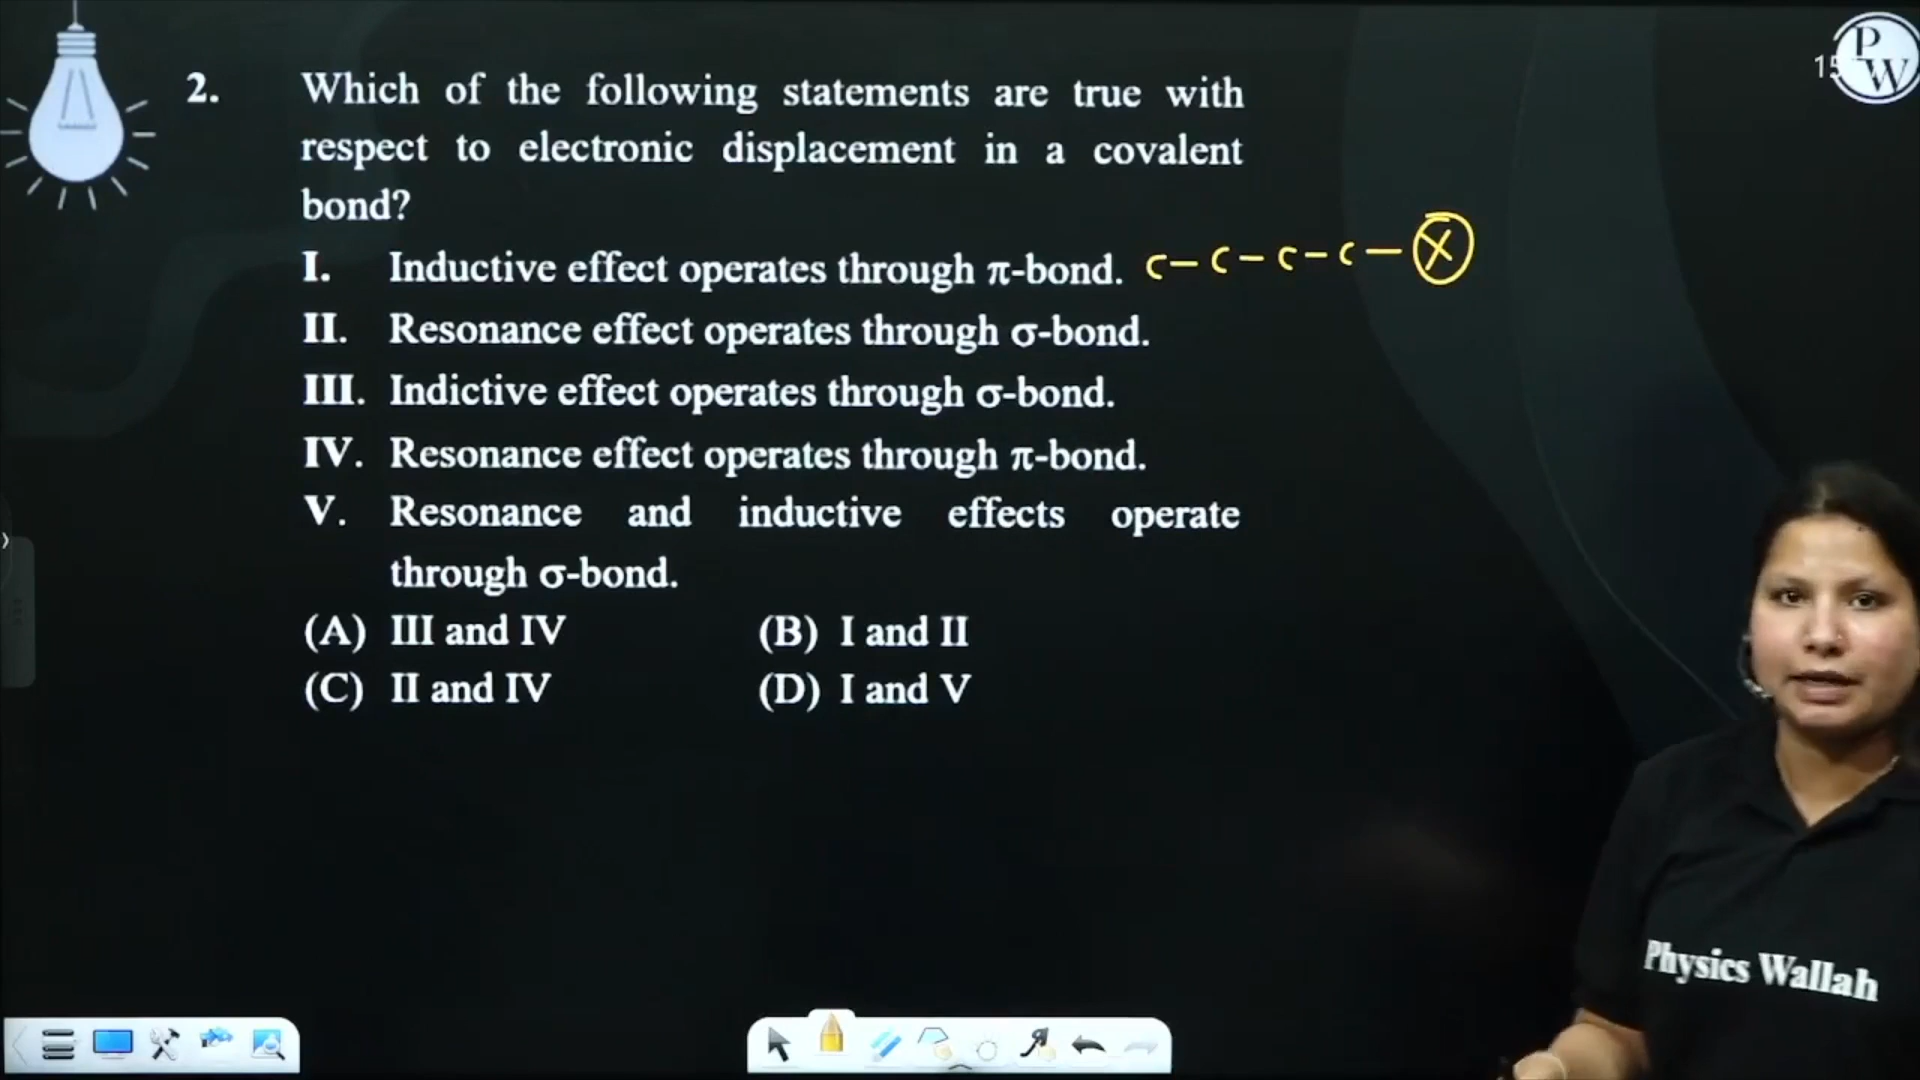 2. Which of the following statements are true with
respect to electronic displacement in a covalent
bond?
I. Inductive effect operates through π-bond. C-C-C-C-X
II. Resonance effect operates through σ-bond.
III. Indictive effect operates through σ-bond.
IV. Resonance effect operates through π-bond.
V. Resonance and inductive effects operate
through σ-bond.
(A) III and IV (B) I and II
(C) II and IV (D) I and V
PW
Physics Wallah